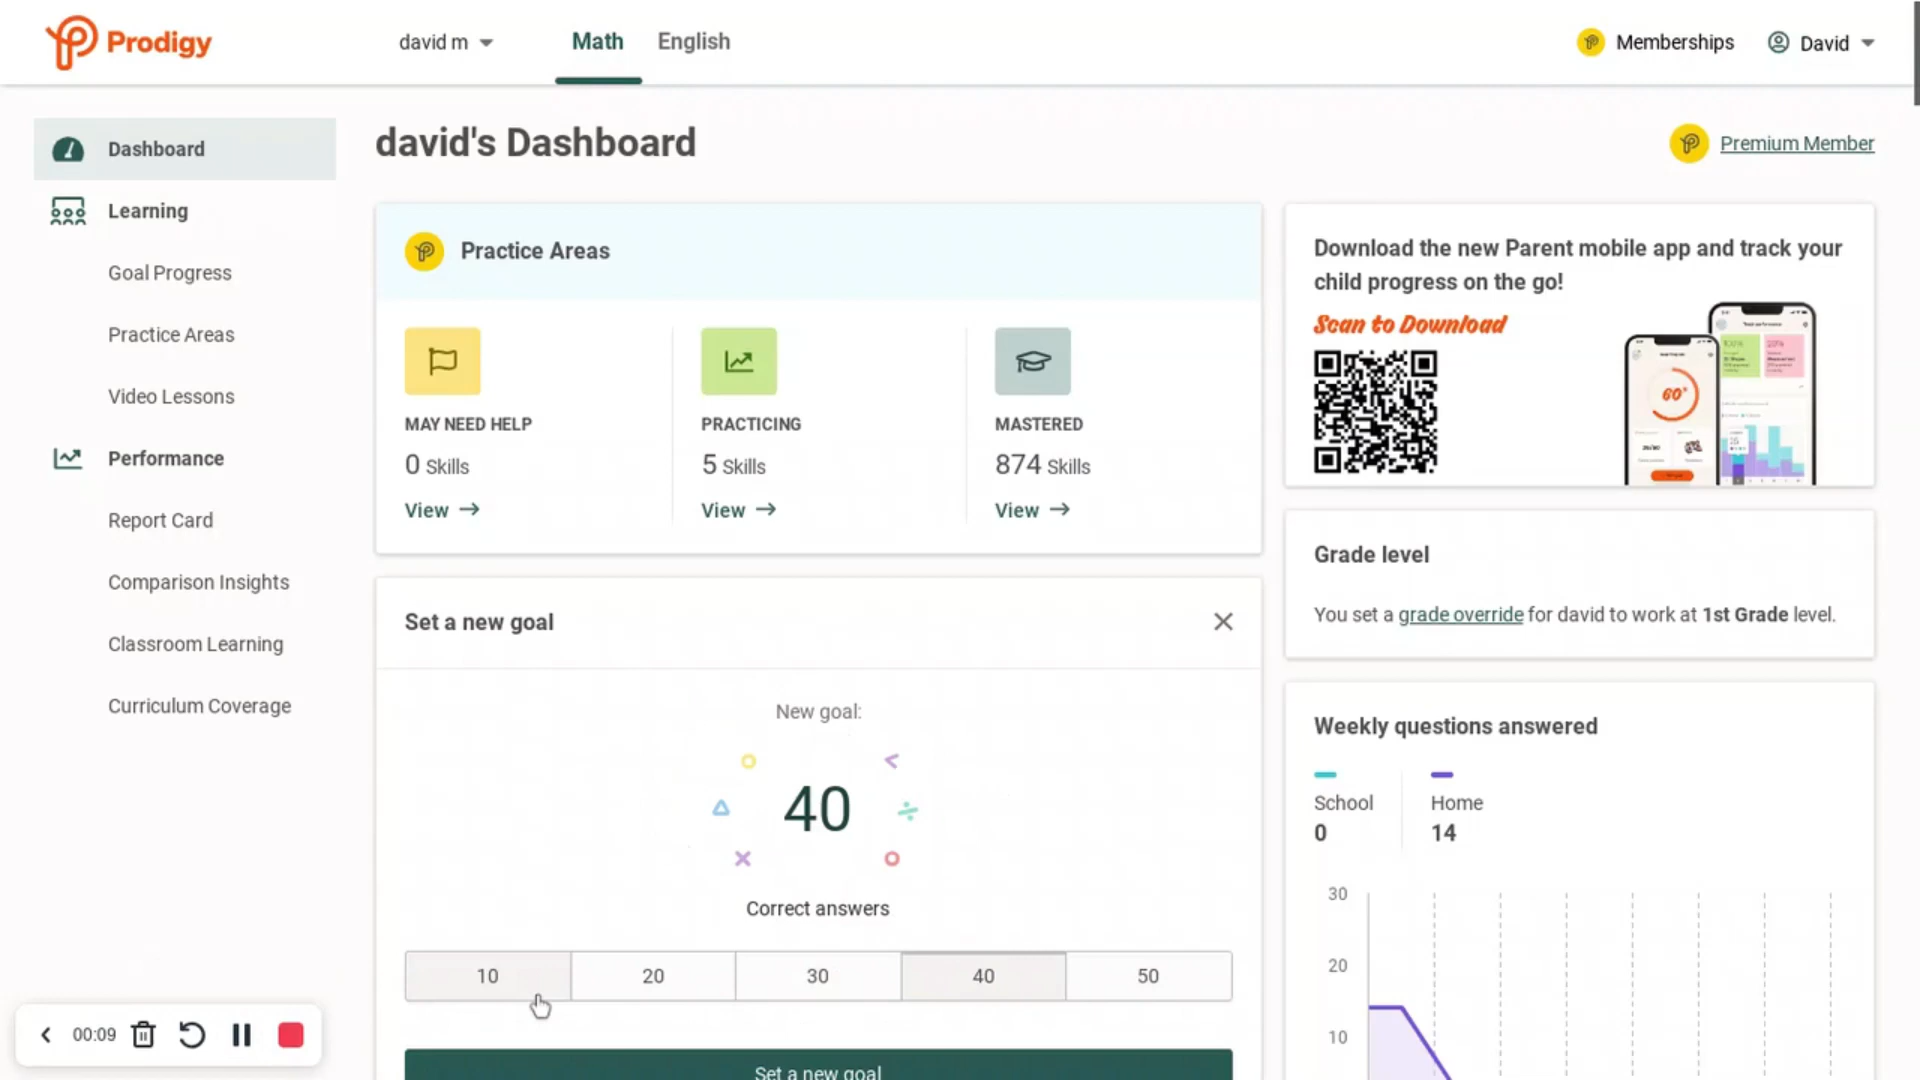 Prodigy
david m
Math
English
Memberships
David
Dashboard
Learning
Goal Progress
Practice Areas
Video Lessons
Performance
Report Card
Comparison Insights
Classroom Learning
Curriculum Coverage
david's Dashboard
Premium Member
Practice Areas
MAY NEED HELP
0 Skills
View
PRACTICING
5 Skills
View
MASTERED
874 Skills
View
Set a new goal
New goal:
40
Correct answers
10 20 30 40 50
Set a new goal
Download the new Parent mobile app and track your
child progress on the go!
Scan to Download
60
Grade level
You set a grade override for david to work at 1st Grade level.
Weekly questions answered
School
0
Home
14
30
20
10
00:09